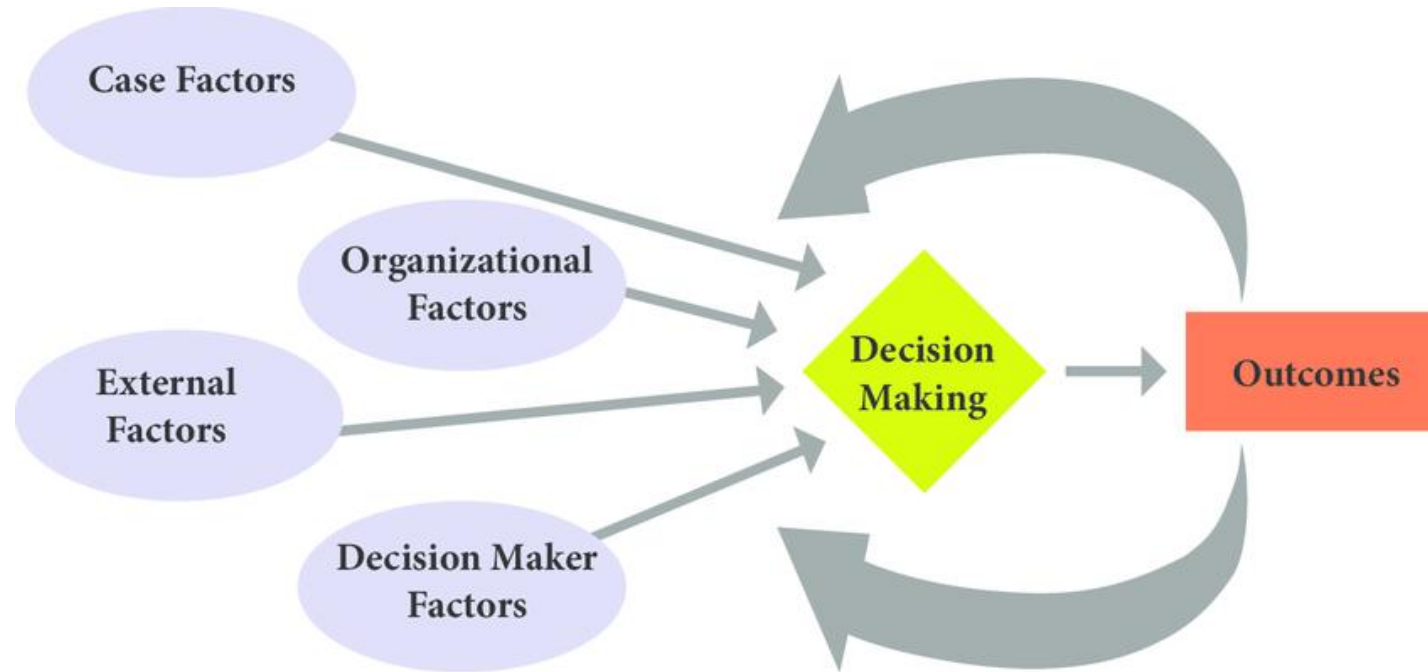 Case Factors
Organizational
Factors
External
Factors
Decision Maker
Factors
Decision
Making
Outcomes